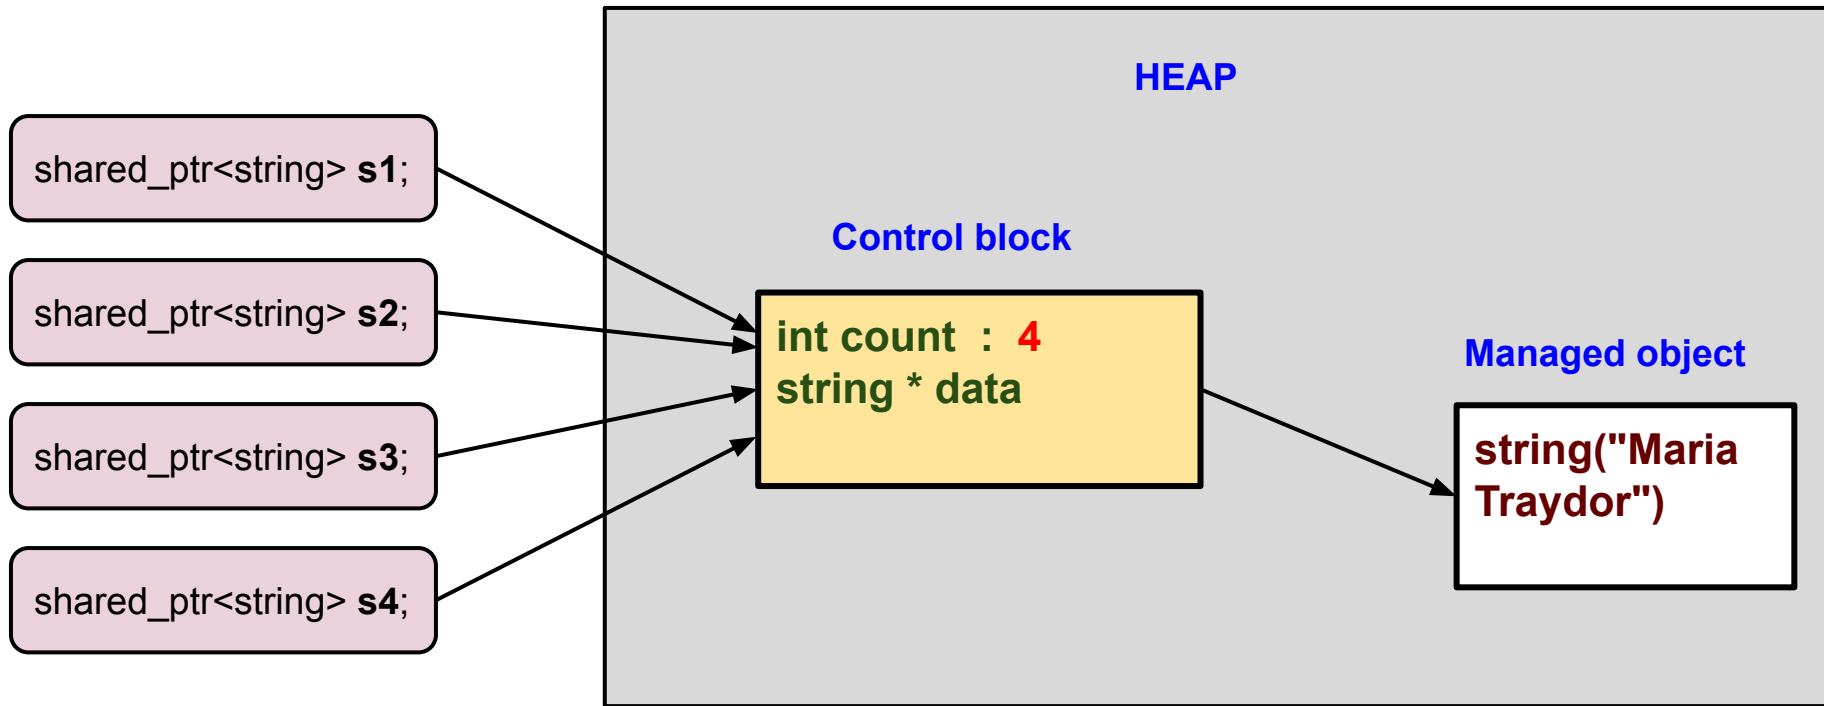 HEAP
shared_ptr<string> s1;
shared_ptr<string> s2;
shared_ptr<string> s3;
shared_ptr<string> s4;
Control block
int count  :  4
string * data
Managed object
string("Maria
Traydor")